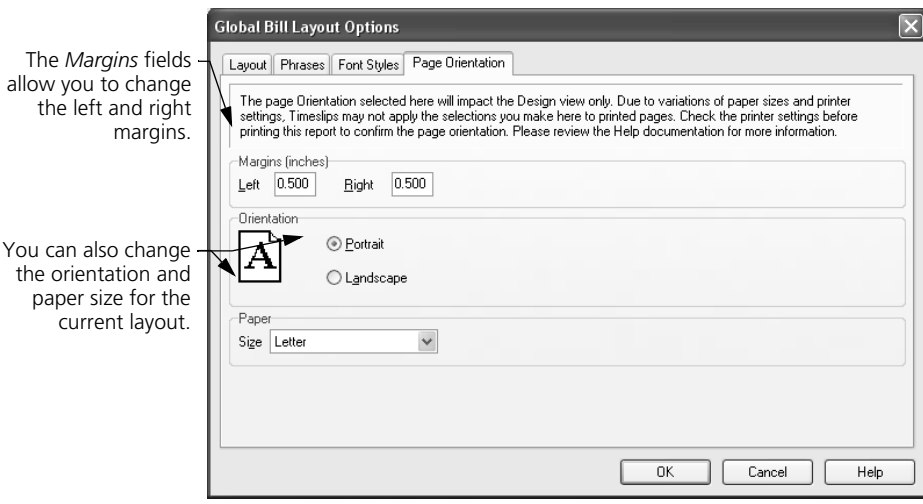 Global Bill Layout Options
The Margins fields
allow you to change
the left and right
margins.
Layout Phrases Font Styles Page Orientation
The page Orientation selected here will impact the Design view only. Due to variations of paper sizes and printer
settings, Timeslips may not apply the selections you make here to printed pages. Check the printer settings before
printing this report to confirm the page orientation. Please review the Help documentation for more information.
Margins (inches)
Left 0.500 Right 0.500
You can also change
the orientation and
paper size for the
current layout.
Orientation
A
Portrait
Landscape
Paper
Size Letter
OK Cancel Help